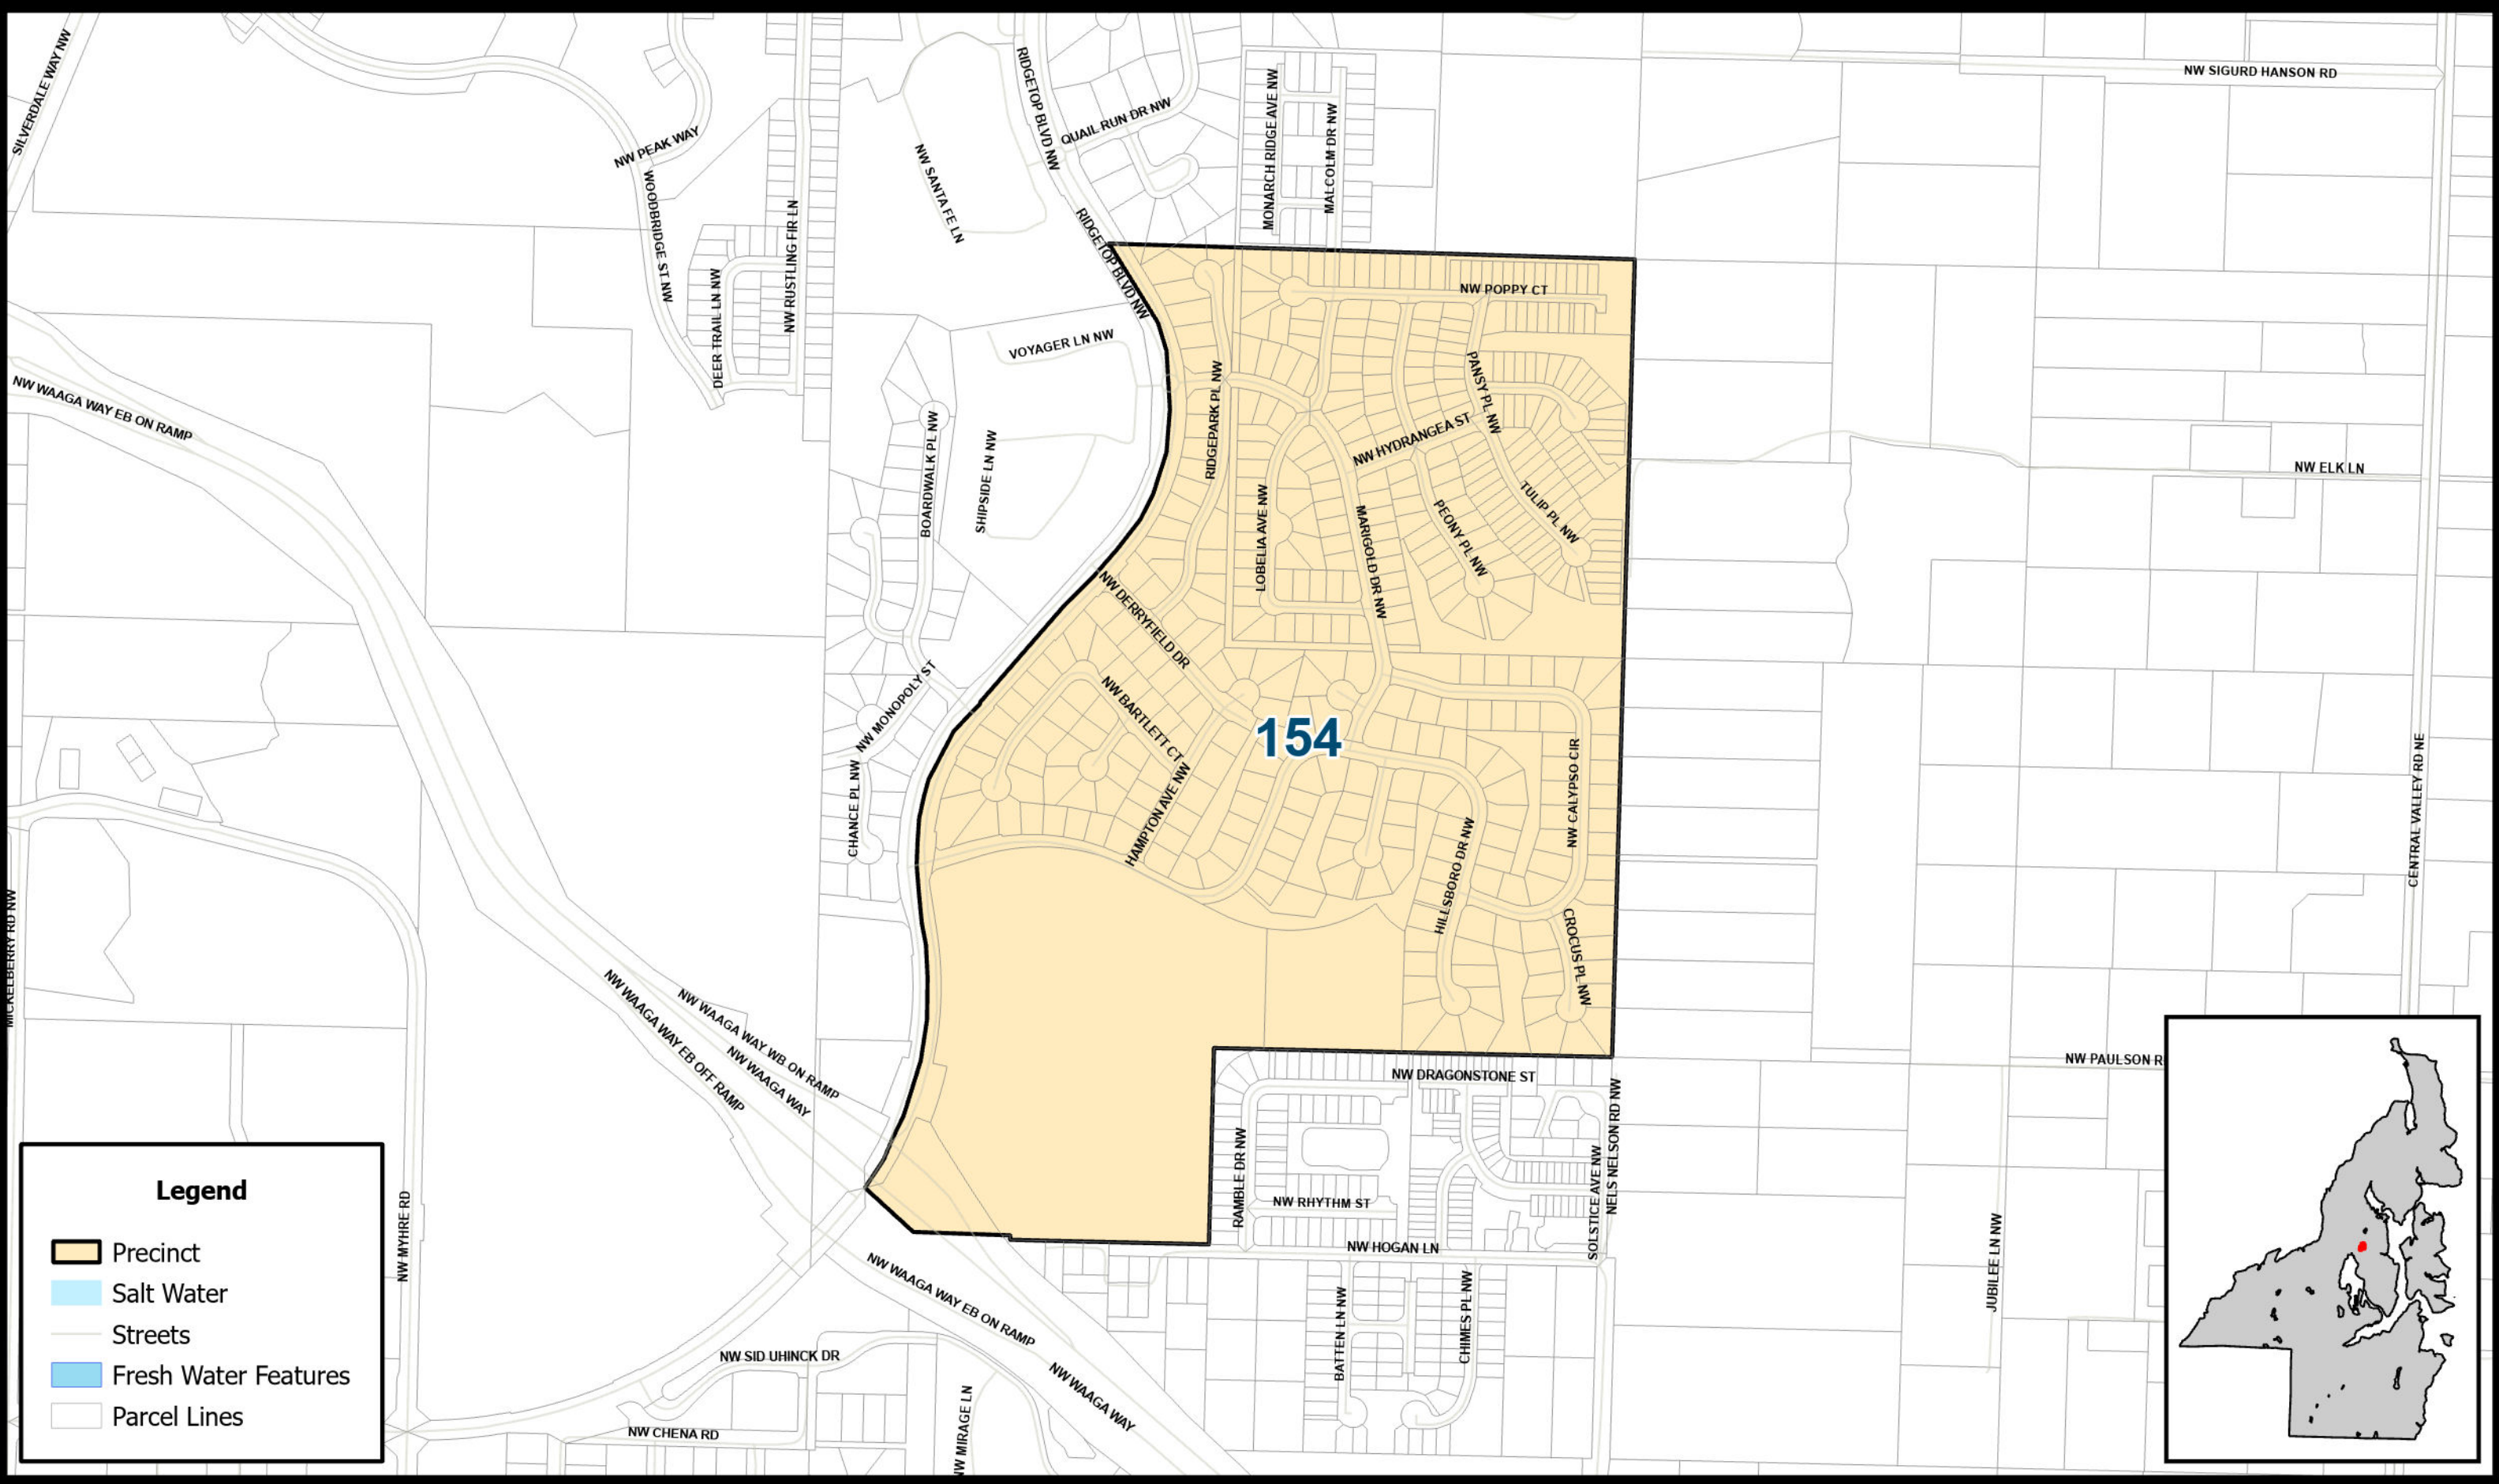 SILVERDALE WAY NW
NW PEAK WAY
WOODBRIDGE ST NW
DEER TRAIL LN NW
NW RUSTLING FIR LN
NW SANTA FE LN
RIDGETOP BLVD NW
QUAIL RUN DR NW
RIDGETOP BLVD NW
MONARCH RIDGE AVE NW
MALCOLM DR NW
NW SIGURD HANSON RD
NW WAAGA WAY EB ON RAMP
VOYAGER LN NW
BOARDWALK PL NW
SHIPSIDE LN NW
RIDGEPARK PL NW
NW POPPY CT
PANSY PL NW
NW HYDRANGEA ST
LOBELIA AVE NW
MARIGOLD DR NW
PEONY PL NW
TULIP PL NW
NW ELK LN
NW DERRYFIELD DR
NW BARTLETT CT
NW MONOPOLY ST
CHANCE PL NW
HAMPTON AVE NW
154
HILLSBORO DR NW
NW CALYPSO CIR
CROCUS PL NW
CENTRAL VALLEY RD NE
MICKELBERRY RD NW
NW WAAGA WAY EB OFF RAMP
NW WAAGA WAY WB ON RAMP
NW WAAGA WAY
NW DRAGONSTONE ST
NW PAULSON R
RAMBLE DR NW
NW RHYTHM ST
NW HOGAN LN
SOLSTICE AVE NW
NELS NELSON RD NW
JUBILEE LN NW
BATTEN LN NW
CHIMES PL NW
NW MYHRE RD
NW WAAGA WAY EB ON RAMP
NW WAAGA WAY
NW SID UHINCK DR
NW CHENA RD
NW MIRAGE LN
Legend
Precinct
Salt Water
Streets
Fresh Water Features
Parcel Lines